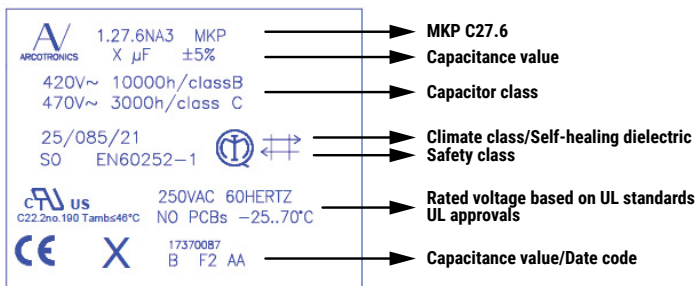 1.27.6NA3 MKP
MKP C27.6
ARCOTRONICS X µF ±5%
Capacitance value
420V~ 10000h/classB
470V~ 3000h/class C
Capacitor class
25/085/21
Climate class/Self-healing dielectric
SO EN60252-1
Safety class
c US
250VAC 60HERTZ
Rated voltage based on UL standards
C22.2no.190 Tamb≤46°C NO PCBs -25..70°C
UL approvals
CE X
17370087
B F2 AA
Capacitance value/Date code